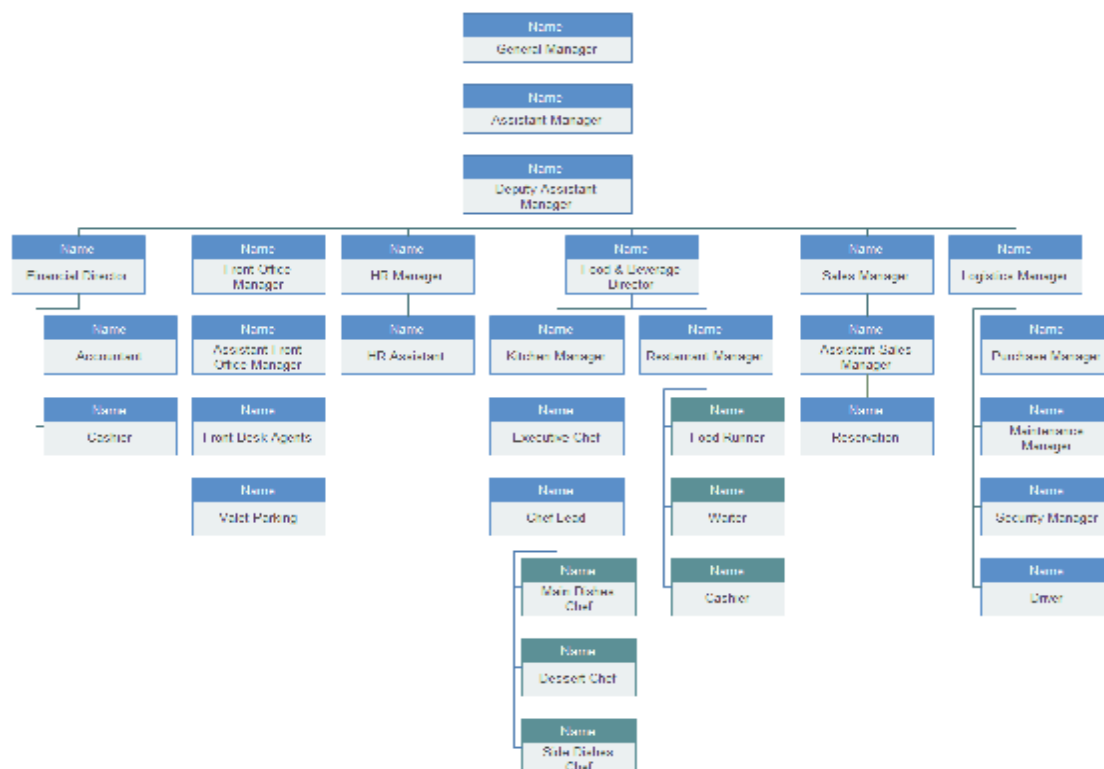 Name
General Manager
Name
Assistant Manager
Name
Deputy Assistant
Manager
Name
Financial Director
Name
Front Office
Manager
Name
HR Manager
Name
Food & Beverage
Director
Name
Sales Manager
Name
Logistics Manager
Name
Accountant
Name
Assistant Front
Office Manager
Name
HR Assistant
Name
Kitchen Manager
Name
Restaurant Manager
Name
Assistant Sales
Manager
Name
Purchase Manager
Name
Cashier
Name
Front Desk Agents
Name
Executive Chef
Name
Food Runner
Name
Reservation
Name
Maintenance
Manager
Name
Valet Parking
Name
Chef Lead
Name
Waiter
Name
Security Manager
Name
Main Dishes
Chef
Name
Cashier
Name
Driver
Name
Dessert Chef
Name
Side Dishes
Chef